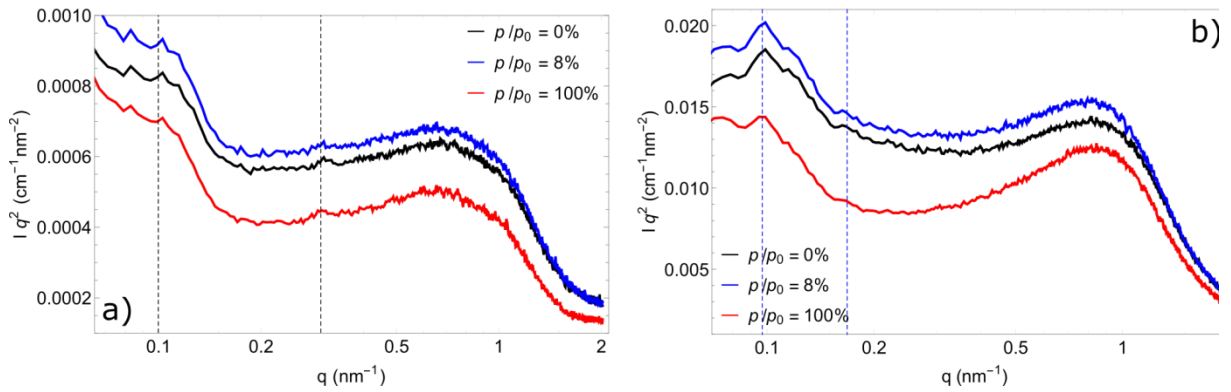 0.0010
0.0008
0.0006
0.0004
0.0002
I q² (cm⁻¹nm⁻²)
p/p₀ = 0%
p/p₀ = 8%
p/p₀ = 100%
a)
0.1 0.2 0.5 1 2
q (nm⁻¹)
b)
0.020
0.015
0.010
0.005
I q² (cm⁻¹nm⁻²)
p/p₀ = 0%
p/p₀ = 8%
p/p₀ = 100%
0.1 0.2 0.5 1
q (nm⁻¹)